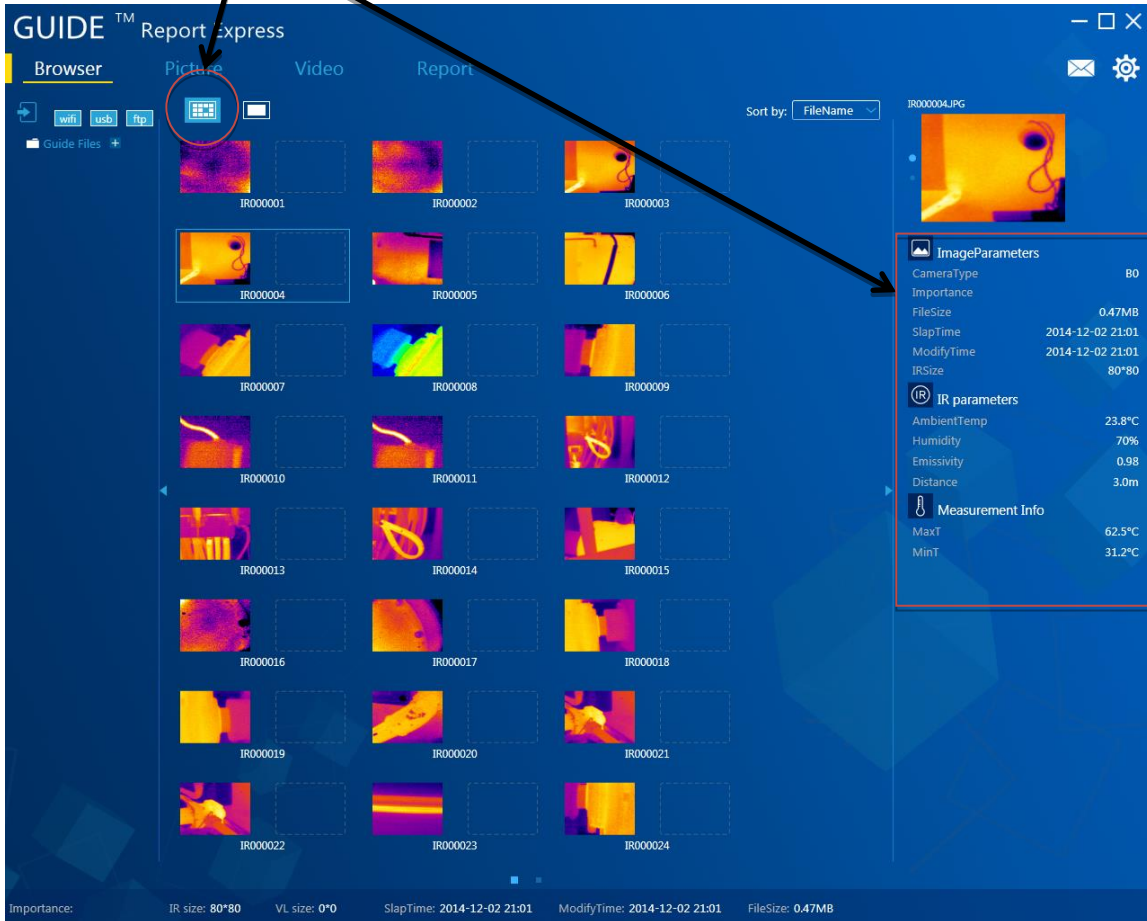 GUIDE TM Report Express
Browser Picture Video Report
wifi usb ftp
Sort by: FileName
Guide Files +
IR000001 IR000002 IR000003
IR000004 IR000005 IR000006
IR000007 IR000008 IR000009
IR000010 IR000011 IR000012
IR000013 IR000014 IR000015
IR000016 IR000017 IR000018
IR000019 IR000020 IR000021
IR000022 IR000023 IR000024
IR000004.JPG
ImageParameters
CameraType B0
Importance
FileSize 0.47MB
SlapTime 2014-12-02 21:01
ModifyTime 2014-12-02 21:01
IRSize 80*80
IR IR parameters
AmbientTemp 23.8°C
Humidity 70%
Emissivity 0.98
Distance 3.0m
Measurement Info
MaxT 62.5°C
MinT 31.2°C
Importance: IR size: 80*80 VL size: 0*0 SlapTime: 2014-12-02 21:01 ModifyTime: 2014-12-02 21:01 FileSize: 0.47MB